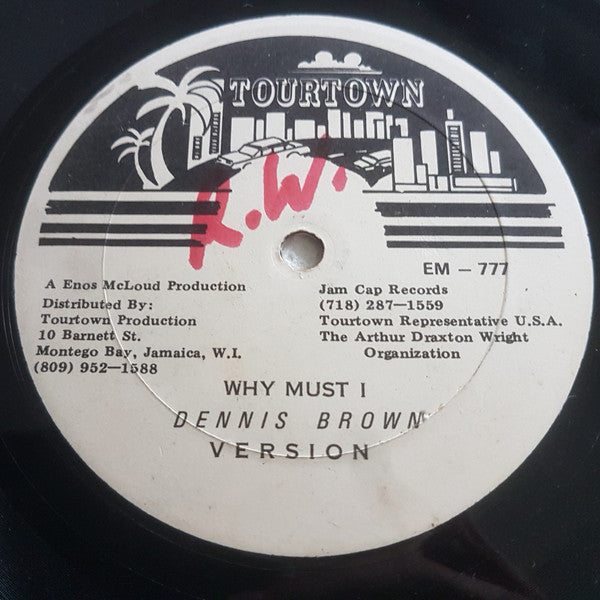 TOURTOWN
R.W.
EM — 777
A Enos McLoud Production
Distributed By:
Tourtown Production
10 Barnett St.
Montego Bay, Jamaica, W.I.
(809) 952—1588
Jam Cap Records
(718) 287—1559
Tourtown Representative U.S.A.
The Arthur Draxton Wright
Organization
WHY MUST I
DENNIS BROWN
VERSION